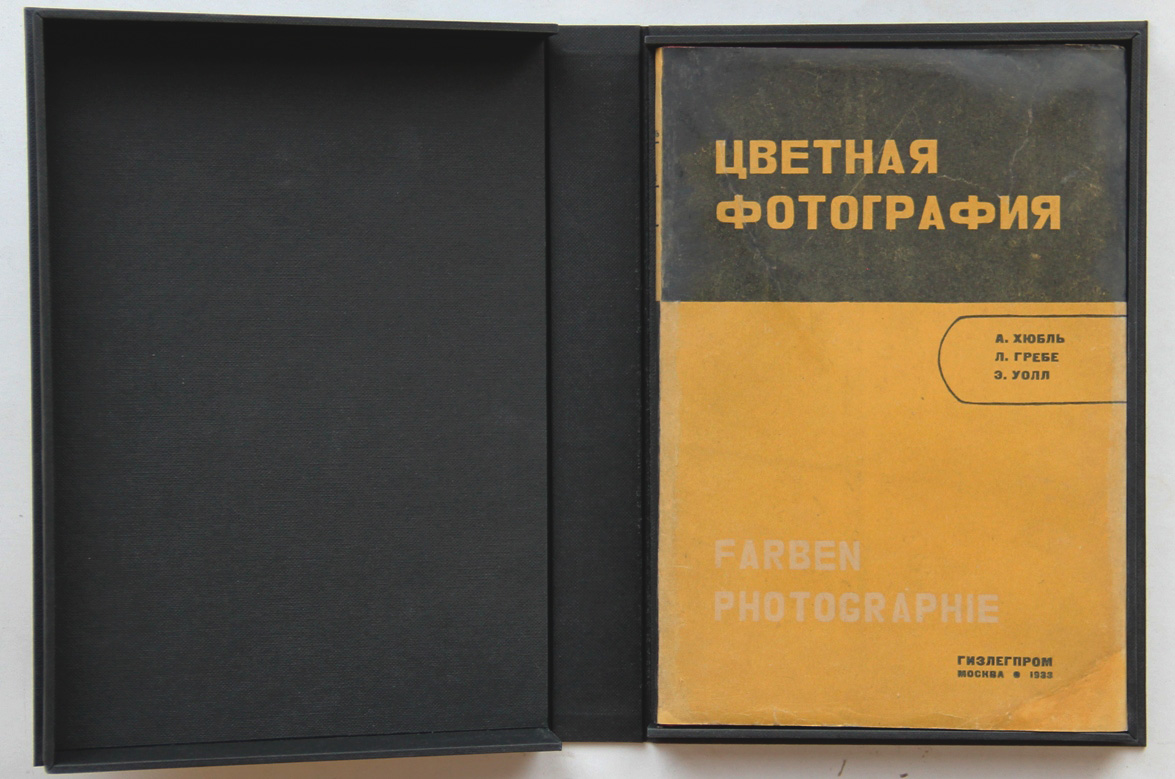 ЦВЕТНАЯ
ФОТОГРАФИЯ
А. ХЮБЛЬ
Л. ГРЕБЕ
Э. УОЛЛ
FARBEN
PHOTOGRAPHIE
ГИЗЛЕГПРОМ
МОСКВА ● 1933